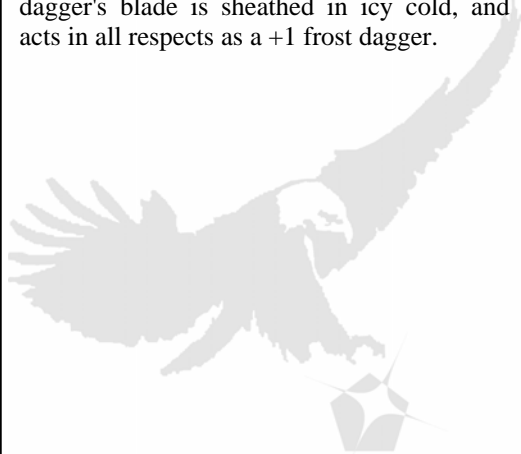 dagger's blade is sheathed in icy cold, and
acts in all respects as a +1 frost dagger.